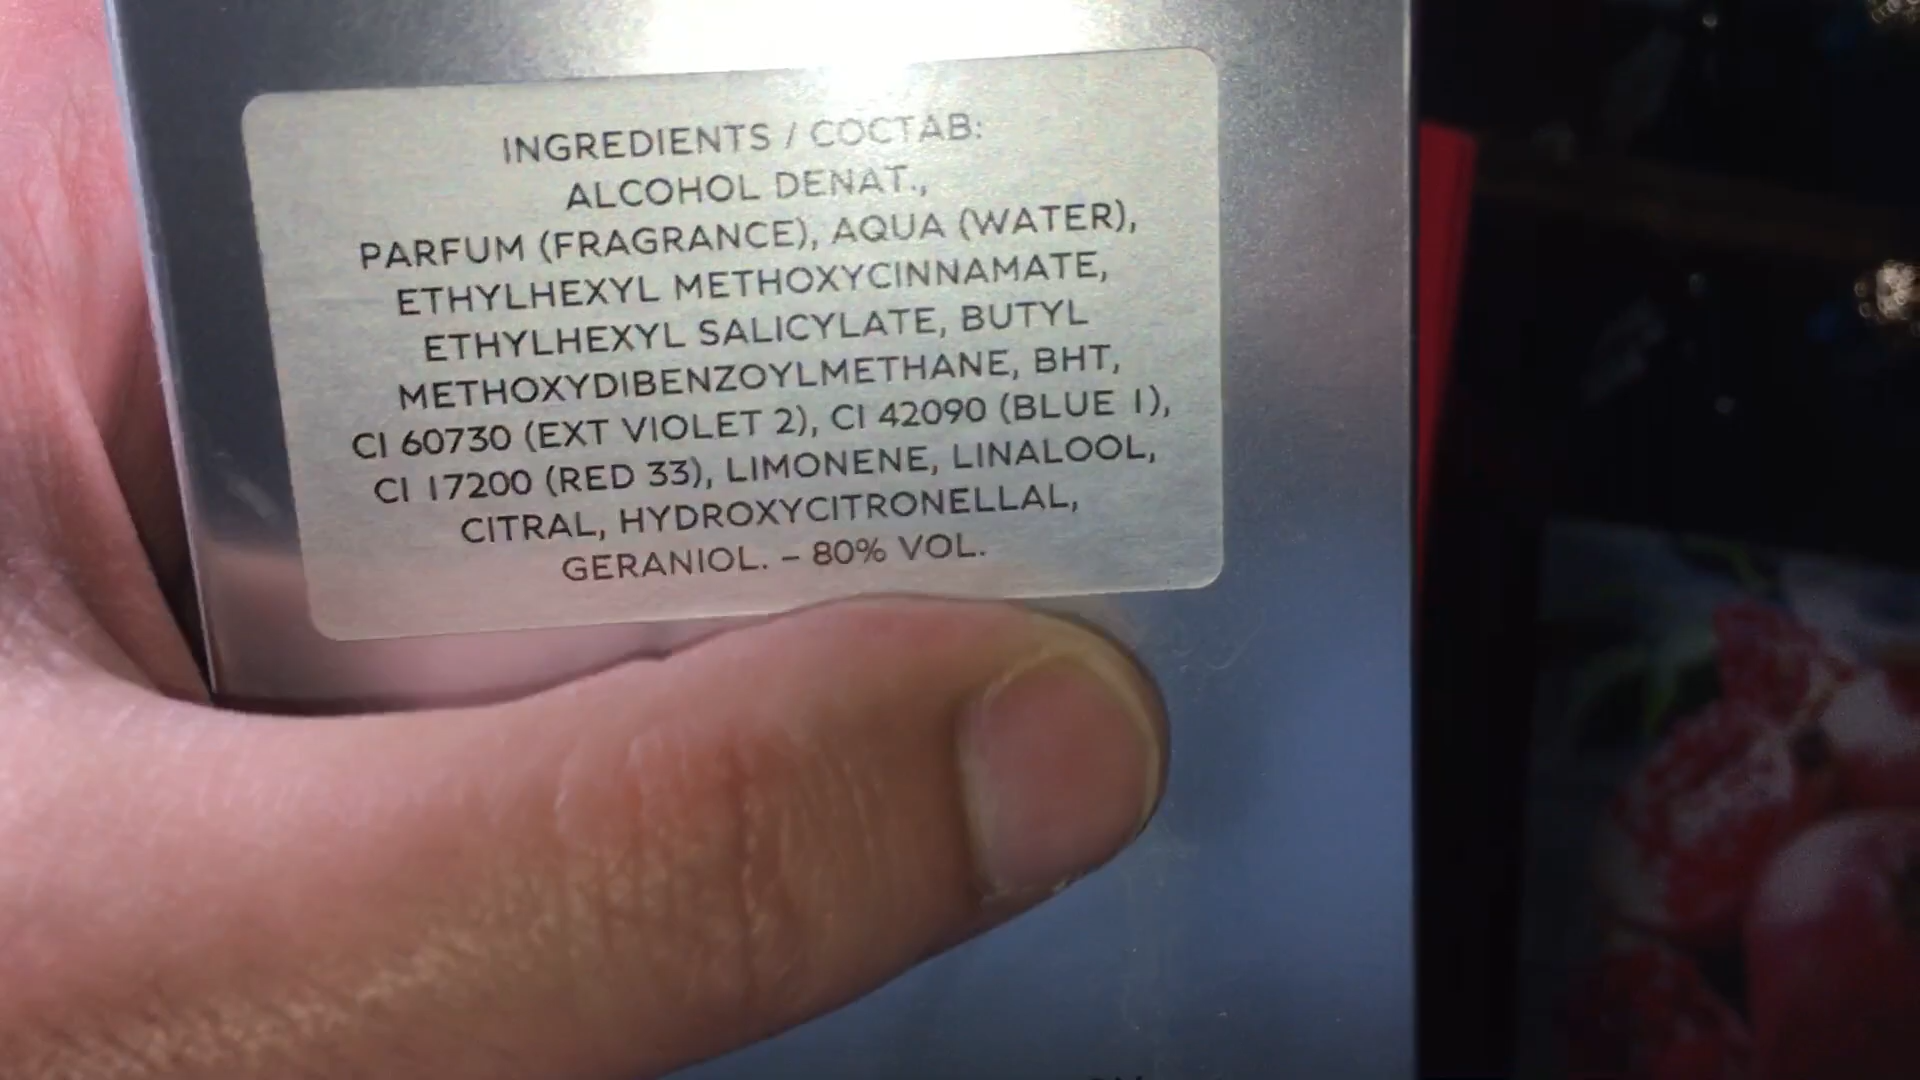 INGREDIENTS / СОСТАВ:
ALCOHOL DENAT.,
PARFUM (FRAGRANCE), AQUA (WATER),
ETHYLHEXYL METHOXYCINNAMATE,
ETHYLHEXYL SALICYLATE, BUTYL
METHOXYDIBENZOYLMETHANE, BHT,
CI 60730 (EXT VIOLET 2), CI 42090 (BLUE 1),
CI 17200 (RED 33), LIMONENE, LINALOOL,
CITRAL, HYDROXYCITRONELLAL,
GERANIOL. – 80% VOL.